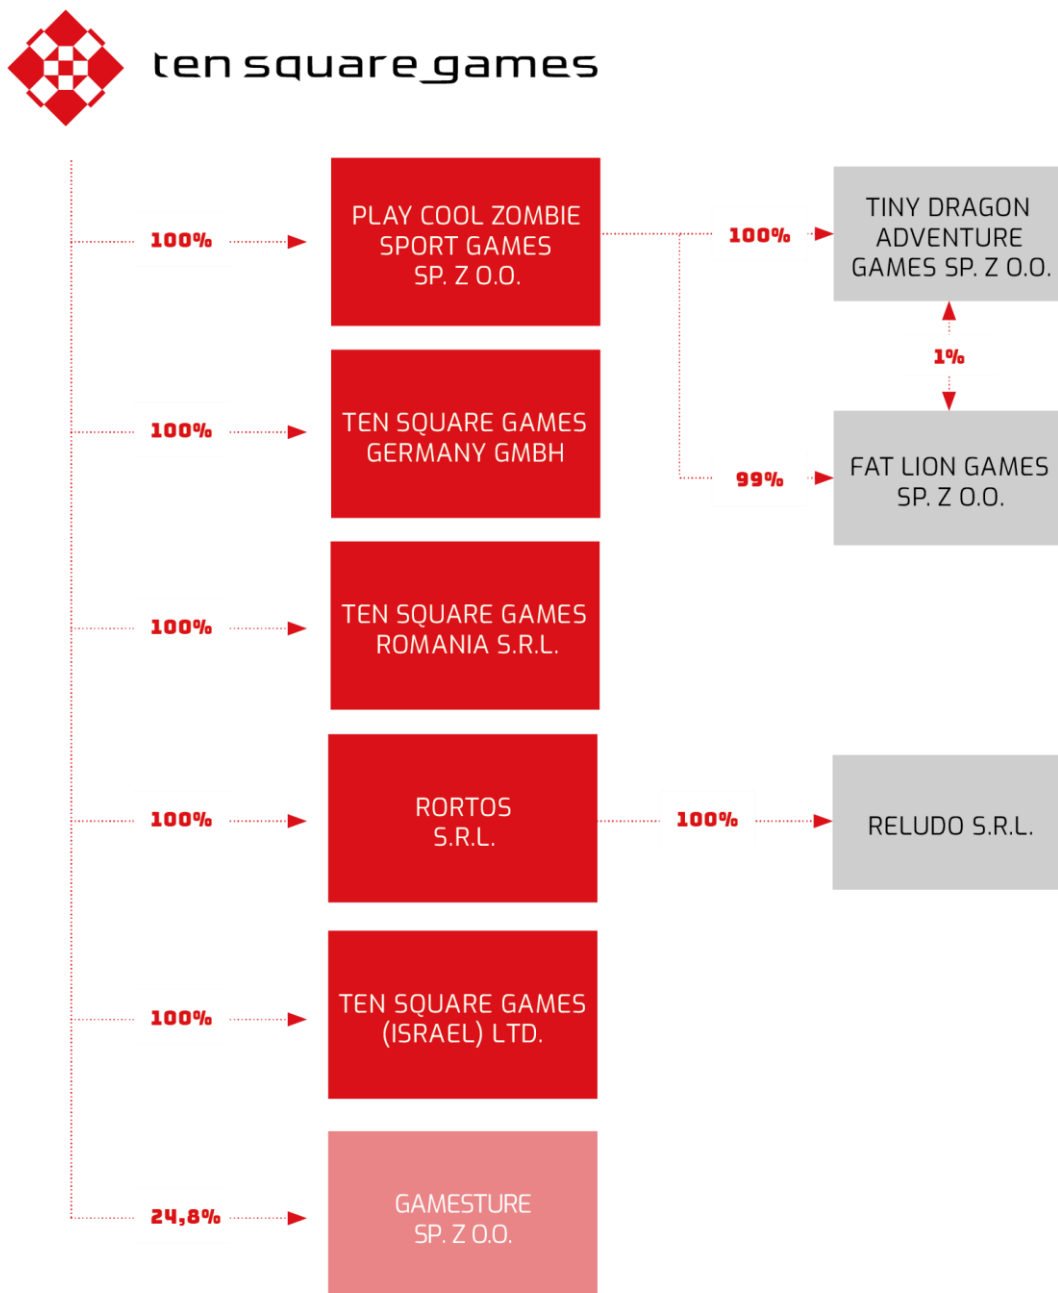 ten square games
100%
PLAY COOL ZOMBIE
SPORT GAMES
SP. Z O.O.
100%
TINY DRAGON
ADVENTURE
GAMES SP. Z O.O.
1%
100%
TEN SQUARE GAMES
GERMANY GMBH
99%
FAT LION GAMES
SP. Z O.O.
100%
TEN SQUARE GAMES
ROMANIA S.R.L.
100%
RORTOS
S.R.L.
100%
RELUDO S.R.L.
100%
TEN SQUARE GAMES
(ISRAEL) LTD.
24,8%
GAMESTURE
SP. Z O.O.